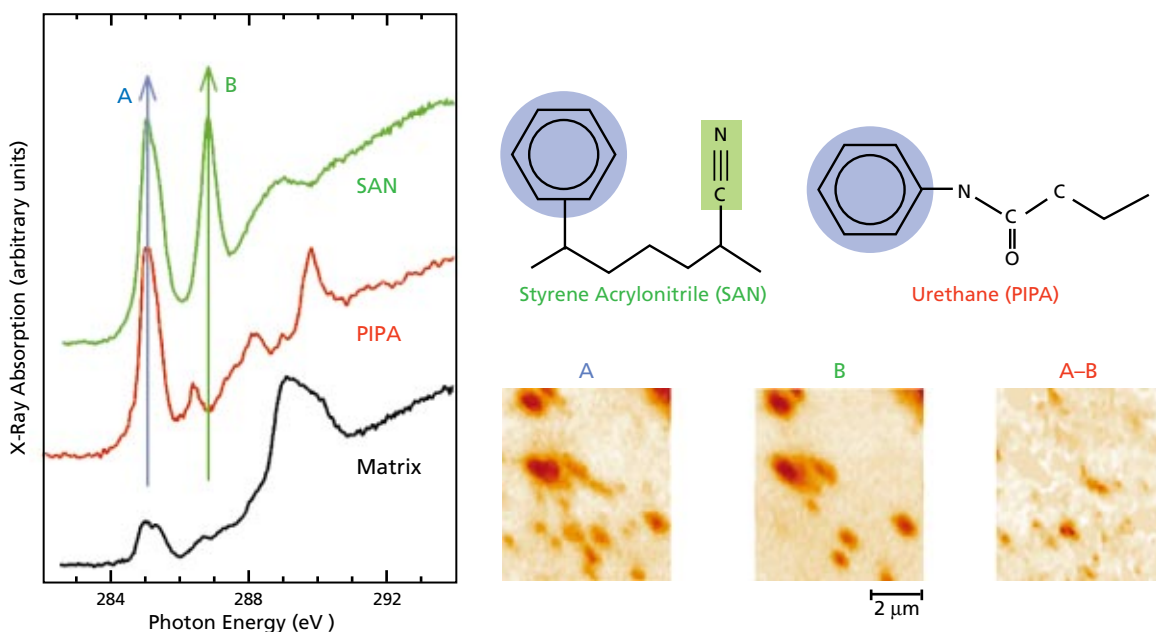 X-Ray Absorption (arbitrary units)
A
B
SAN
PIPA
Matrix
284
288
292
Photon Energy (eV )
N
C
Styrene Acrylonitrile (SAN)
N
C
C
O
Urethane (PIPA)
A
B
A–B
2 μm